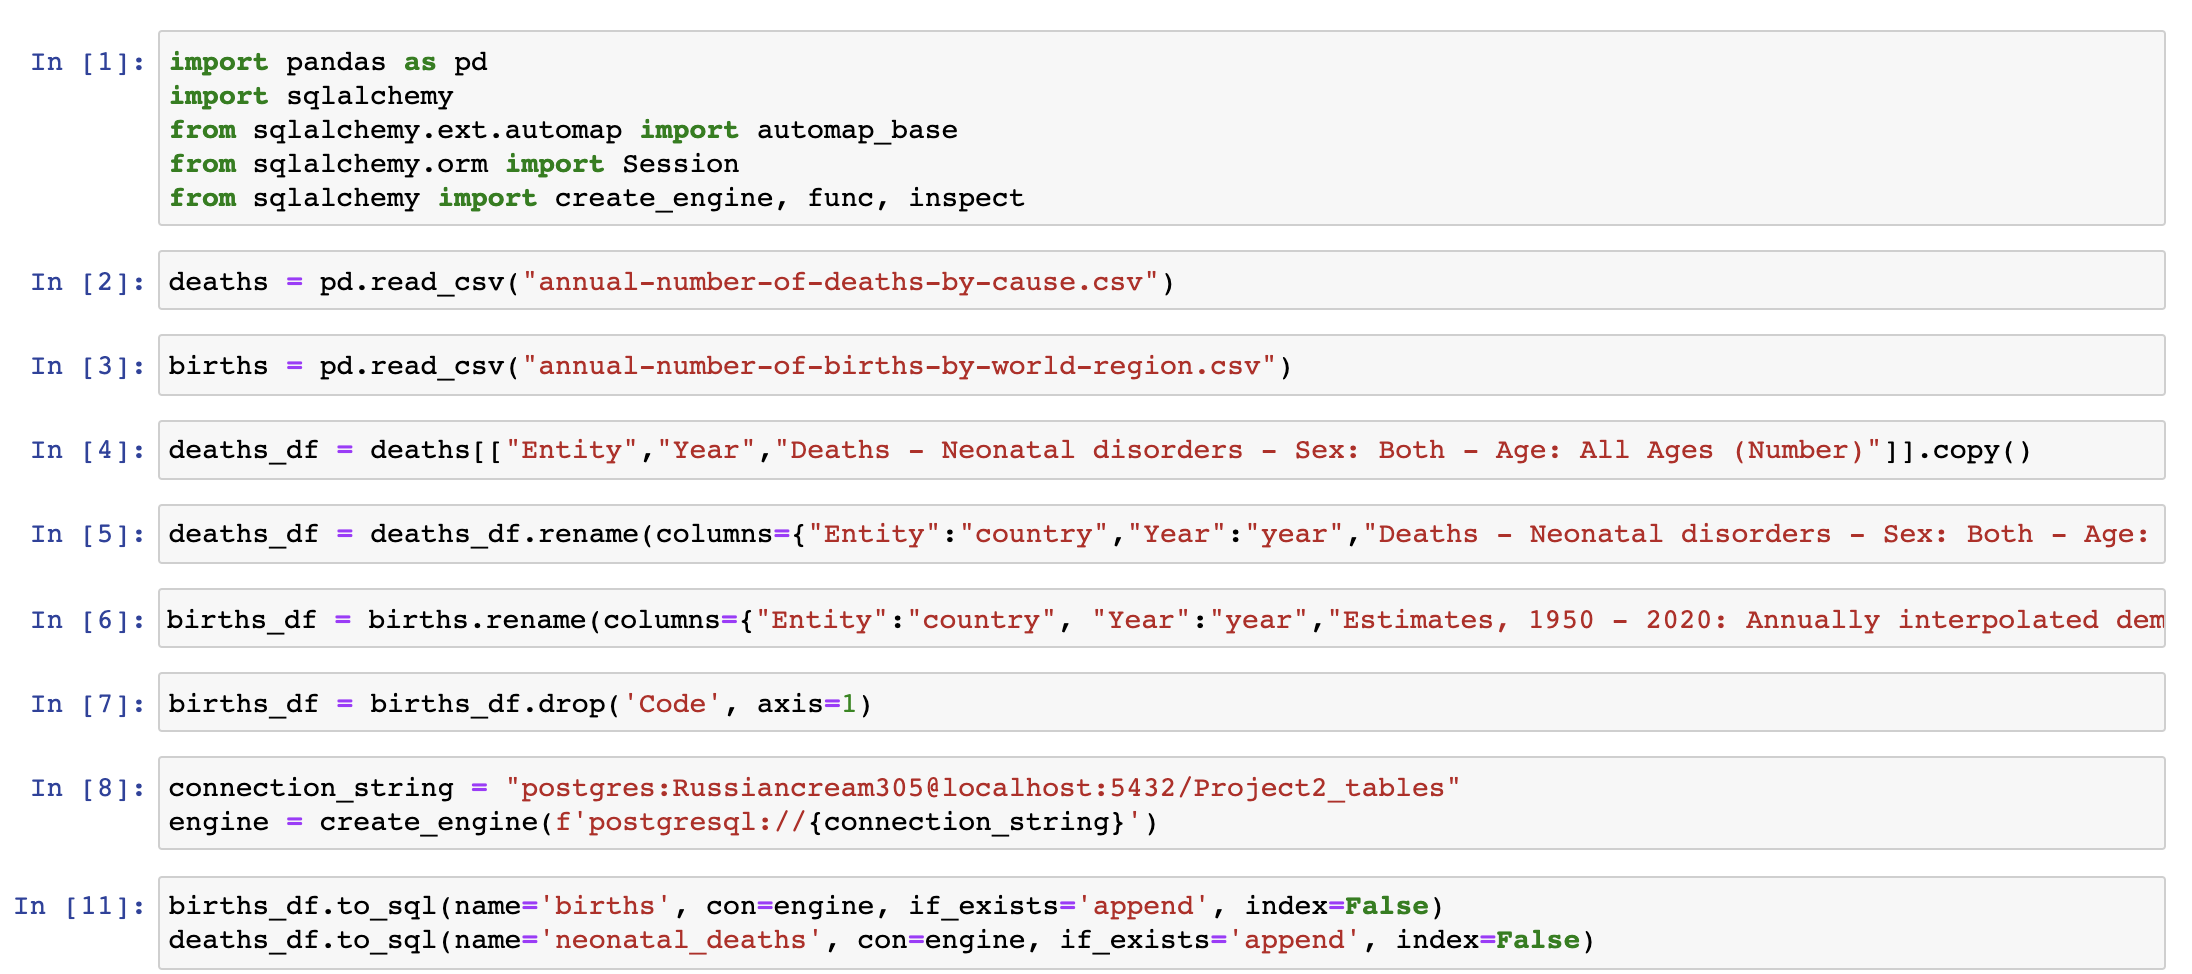 In [1]: import pandas as pd
import sqlalchemy
from sqlalchemy.ext.automap import automap_base
from sqlalchemy.orm import Session
from sqlalchemy import create_engine, func, inspect
In [2]: deaths = pd.read_csv("annual-number-of-deaths-by-cause.csv")
In [3]: births = pd.read_csv("annual-number-of-births-by-world-region.csv")
In [4]: deaths_df = deaths[["Entity","Year","Deaths - Neonatal disorders - Sex: Both - Age: All Ages (Number)"]].copy()
In [5]: deaths_df = deaths_df.rename(columns={"Entity":"country","Year":"year","Deaths - Neonatal disorders - Sex: Both - Age:
In [6]: births_df = births.rename(columns={"Entity":"country", "Year":"year","Estimates, 1950 - 2020: Annually interpolated dem
In [7]: births_df = births_df.drop('Code', axis=1)
In [8]: connection_string = "postgres:Russiancream305@localhost:5432/Project2_tables"
engine = create_engine(f'postgresql://{connection_string}')
In [11]: births_df.to_sql(name='births', con=engine, if_exists='append', index=False)
deaths_df.to_sql(name='neonatal_deaths', con=engine, if_exists='append', index=False)